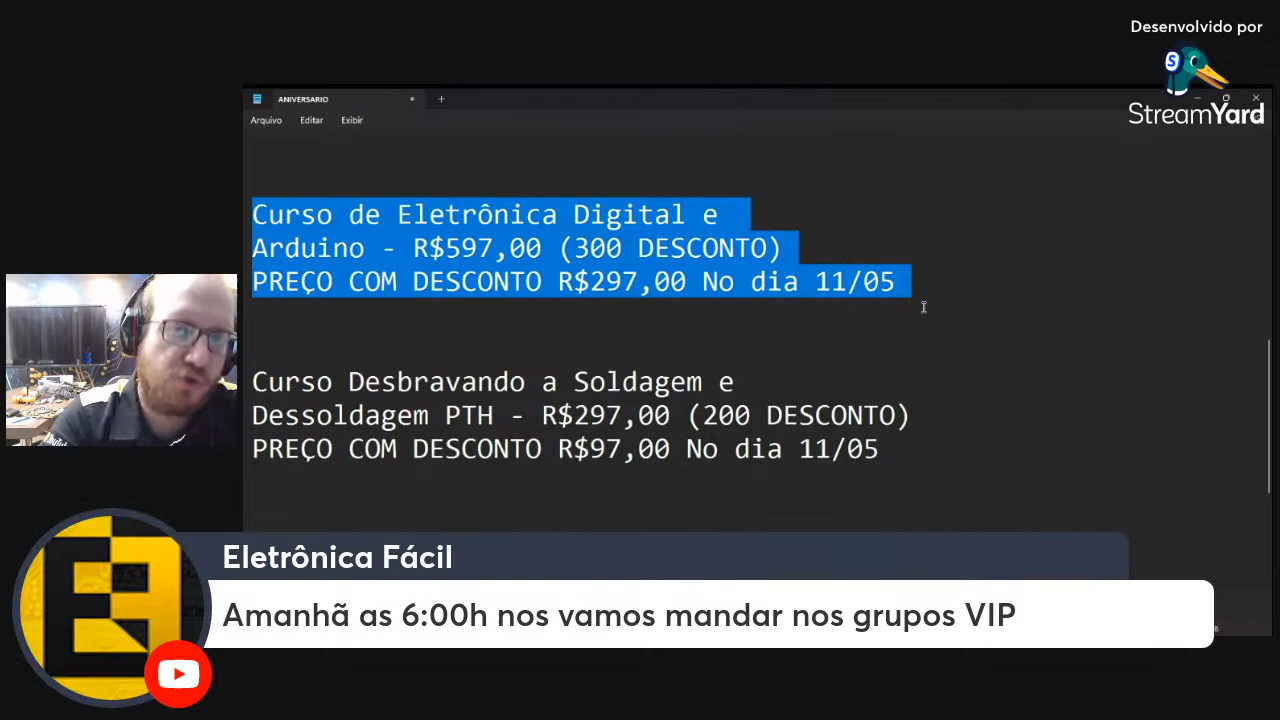 Desenvolvido por
StreamYard
ANIVERSARIO
Arquivo Editar Exibir
Curso de Eletrônica Digital e
Arduino - R$597,00 (300 DESCONTO)
PREÇO COM DESCONTO R$297,00 No dia 11/05
Curso Desbravando a Soldagem e
Dessoldagem PTH - R$297,00 (200 DESCONTO)
PREÇO COM DESCONTO R$97,00 No dia 11/05
Eletrônica Fácil
Amanhã as 6:00h nos vamos mandar nos grupos VIP